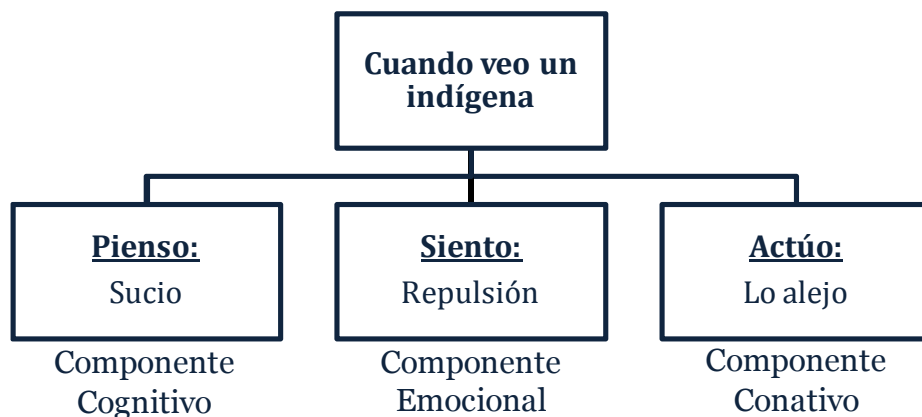 Cuando veo un
indígena
Pienso:
Sucio
Componente
Cognitivo
Siento:
Repulsión
Componente
Emocional
Actúo:
Lo alejo
Componente
Conativo